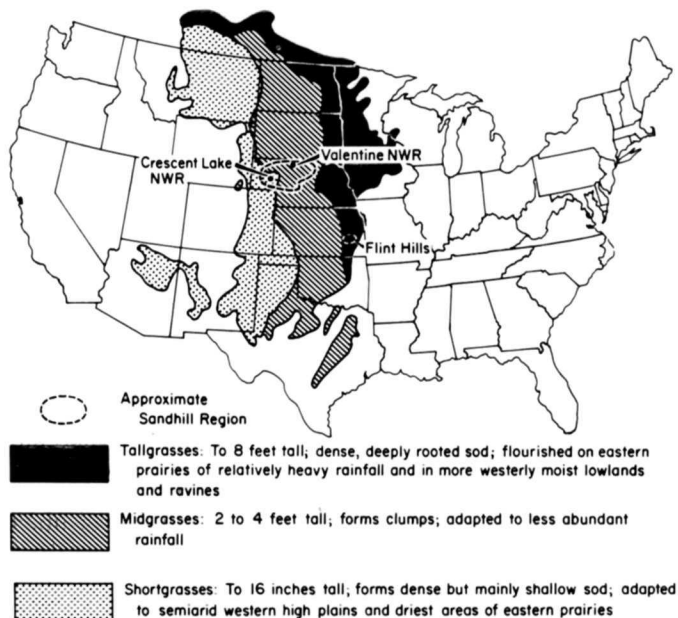 Crescent Lake
NWR
Valentine NWR
Flint Hills
Approximate
Sandhill Region
Tallgrasses: To 8 feet tall; dense, deeply rooted sod; flourished on eastern
prairies of relatively heavy rainfall and in more westerly moist lowlands
and ravines
Midgrasses: 2 to 4 feet tall; forms clumps; adapted to less abundant
rainfall
Shortgrasses: To 16 inches tall; forms dense but mainly shallow sod; adapted
to semiarid western high plains and driest areas of eastern prairies